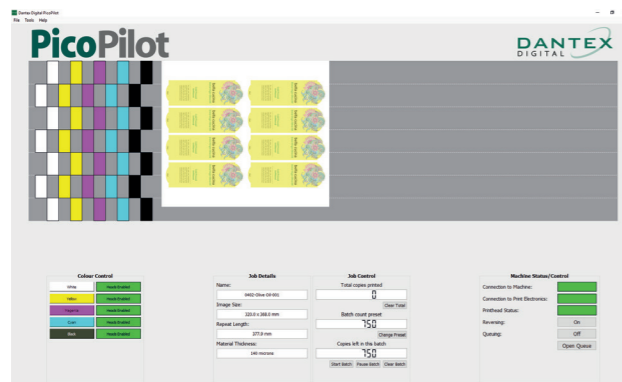 Dantex Digital PicoPilot
File Tools Help
PicoPilot
DANTEX
DIGITAL
Colour Control
White Heads Enabled
Yellow Heads Enabled
Magenta Heads Enabled
Cyan Heads Enabled
Black Heads Enabled
Job Details
Name:
Image Size:
220.0 x 268.0 mm
Repeat Length:
277.0 mm
Material Thickness:
140 microns
Job Control
Total copies printed
0
Clear Total
Batch count preset
750
Change Preset
Copies left in this batch
750
Start Batch Pause Batch Clear Batch
Machine Status/Control
Connection to Machine:
Connection to Print Electronics:
Printhead Status:
Reversing: On
Queuing: Off
Open Queue